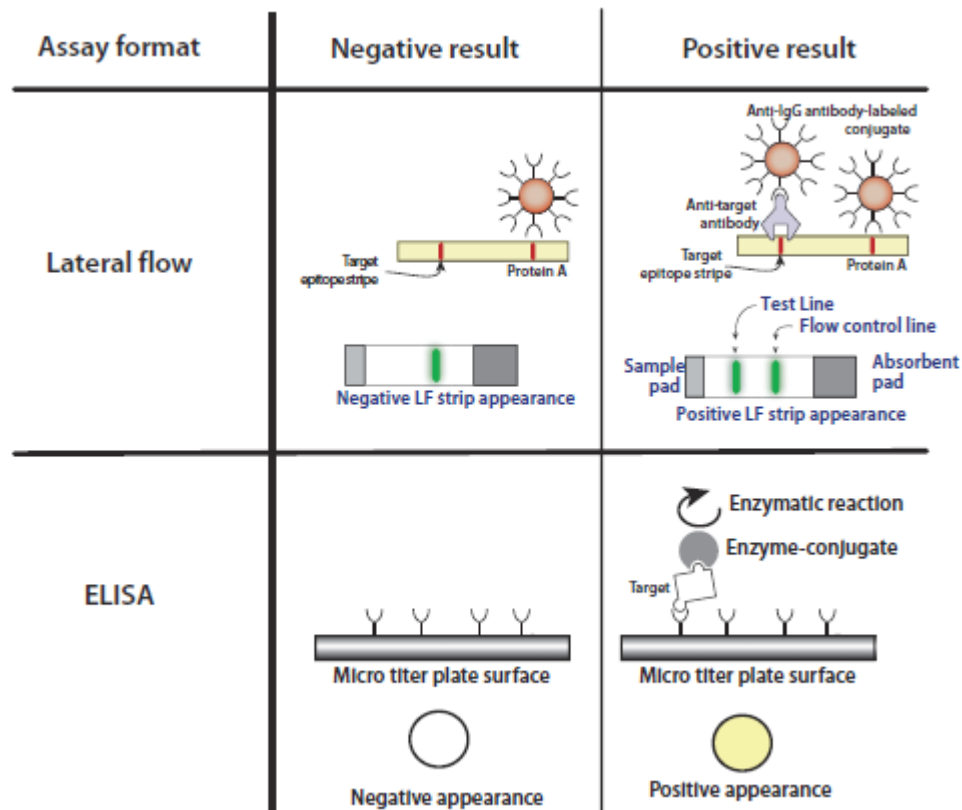 Assay format
Negative result
Positive result
Lateral flow
Target
epitope stripe
Protein A
Negative LF strip appearance
Anti-IgG antibody-labeled
conjugate
Anti-target
antibody
Target
epitope stripe
Protein A
Test Line
Flow control line
Sample
pad
Absorbent
pad
Positive LF strip appearance
ELISA
Micro titer plate surface
Negative appearance
Enzymatic reaction
Enzyme-conjugate
Target
Micro titer plate surface
Positive appearance